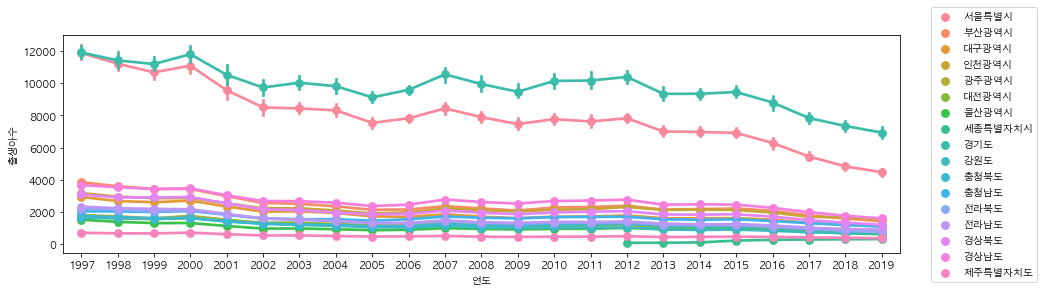 12000
10000
8000
6000
4000
2000
0
출생아수
1997 1998 1999 2000 2001 2002 2003 2004 2005 2006 2007 2008 2009 2010 2011 2012 2013 2014 2015 2016 2017 2018 2019
연도
서울특별시
부산광역시
대구광역시
인천광역시
광주광역시
대전광역시
울산광역시
세종특별자치시
경기도
강원도
충청북도
충청남도
전라북도
전라남도
경상북도
경상남도
제주특별자치도